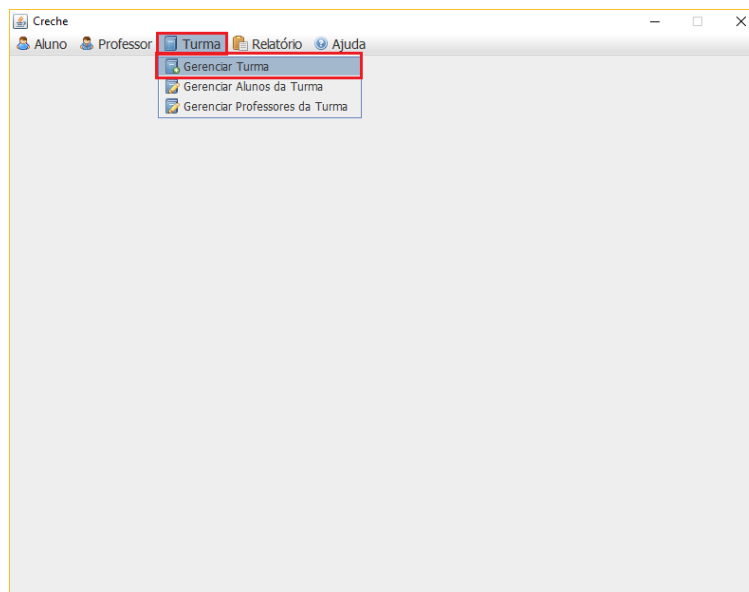 Creche
Aluno Professor Turma Relatório Ajuda
Gerenciar Turma
Gerenciar Alunos da Turma
Gerenciar Professores da Turma